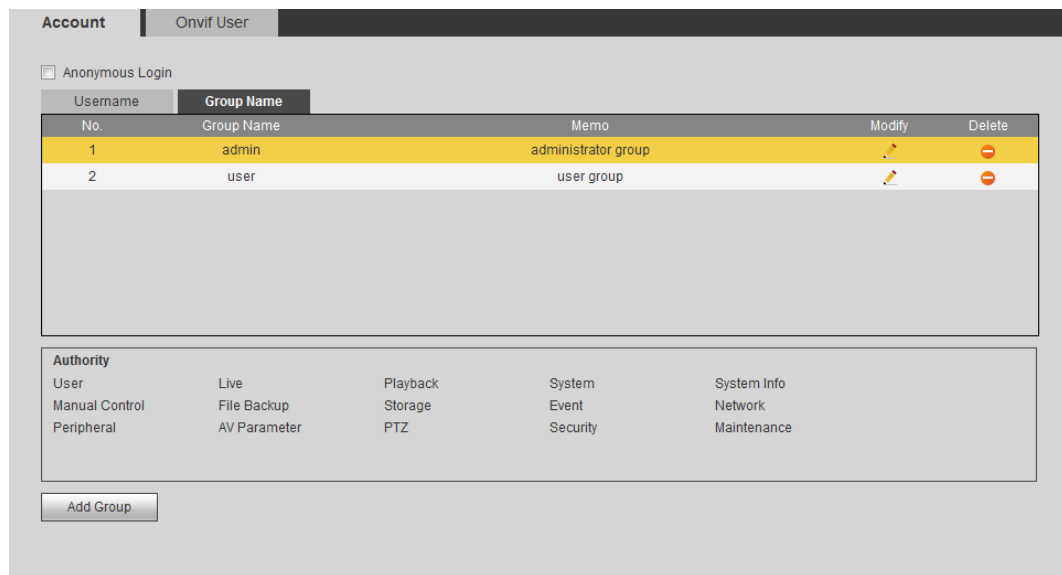 Account Onvif User
Anonymous Login
Username Group Name
No. Group Name Memo Modify Delete
1 admin administrator group
2 user user group
Authority
User Live Playback System System Info
Manual Control File Backup Storage Event Network
Peripheral AV Parameter PTZ Security Maintenance
Add Group